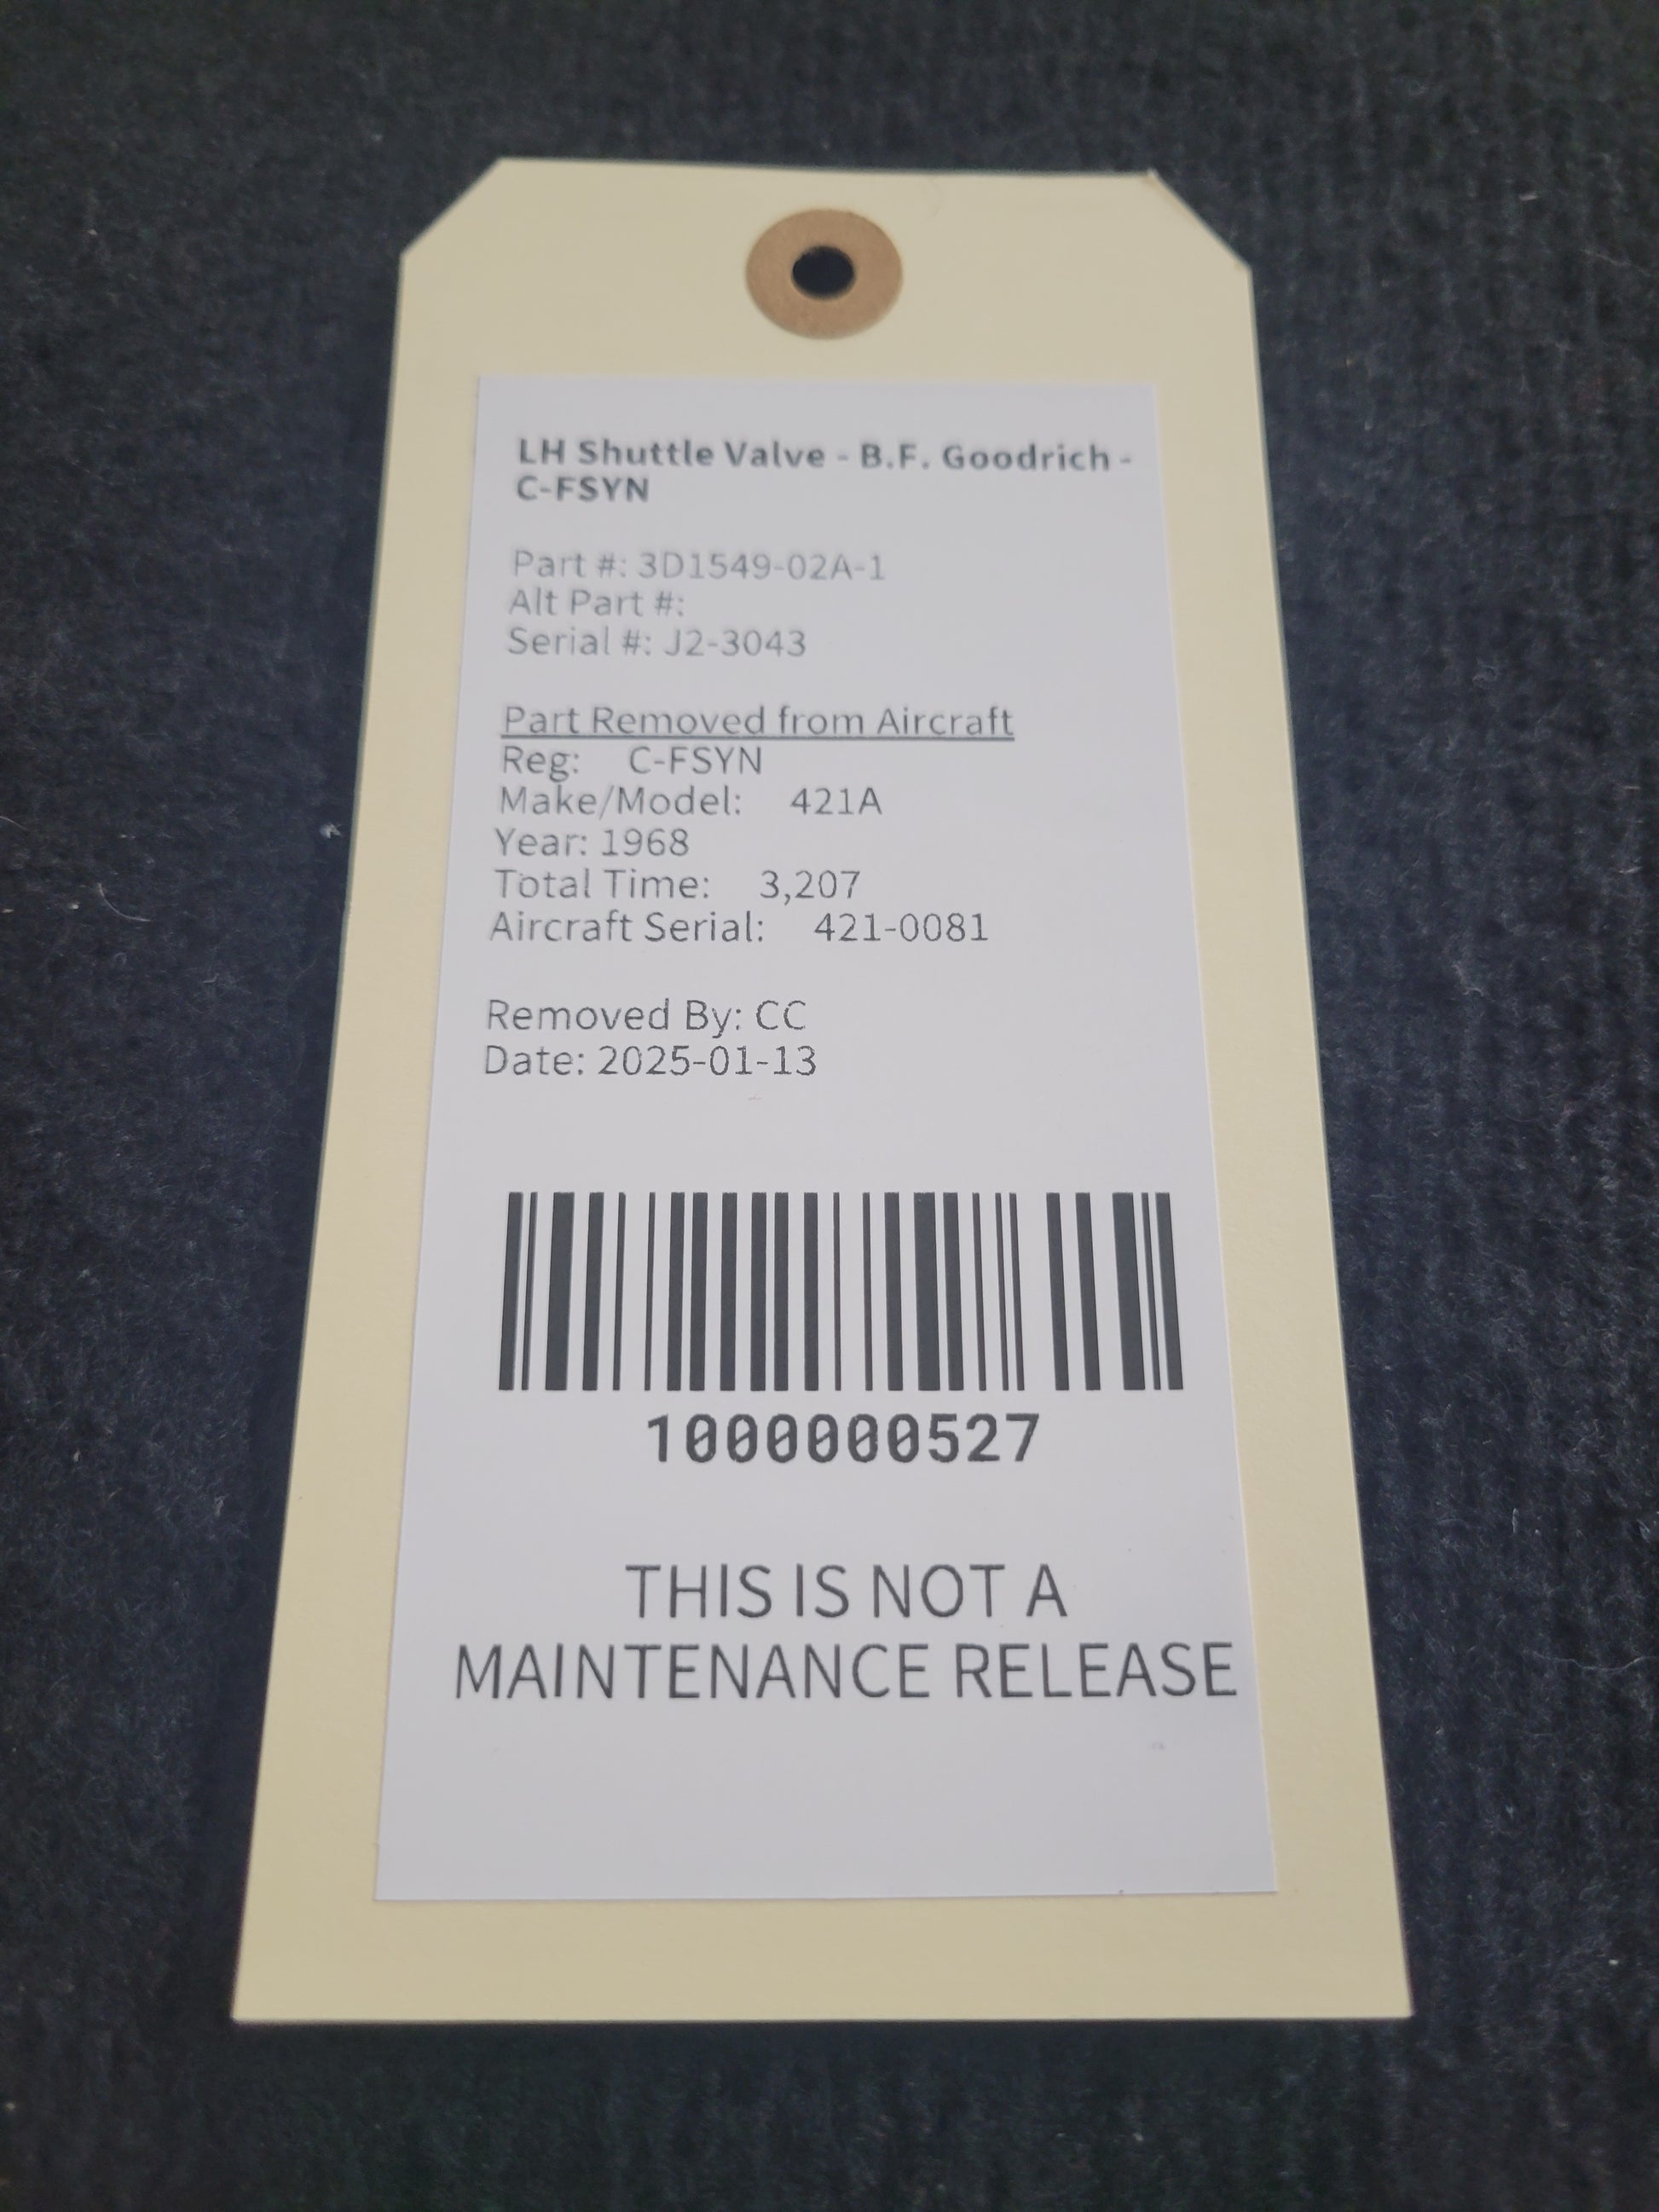 LH Shuttle Valve - B.F. Goodrich -
C-FSYN
Part #: 3D1549-02A-1
Alt Part #:
Serial #: J2-3043
Part Removed from Aircraft
Reg: C-FSYN
Make/Model: 421A
Year: 1968
Total Time: 3,207
Aircraft Serial: 421-0081
Removed By: CC
Date: 2025-01-13
1000000527
THIS IS NOT A
MAINTENANCE RELEASE